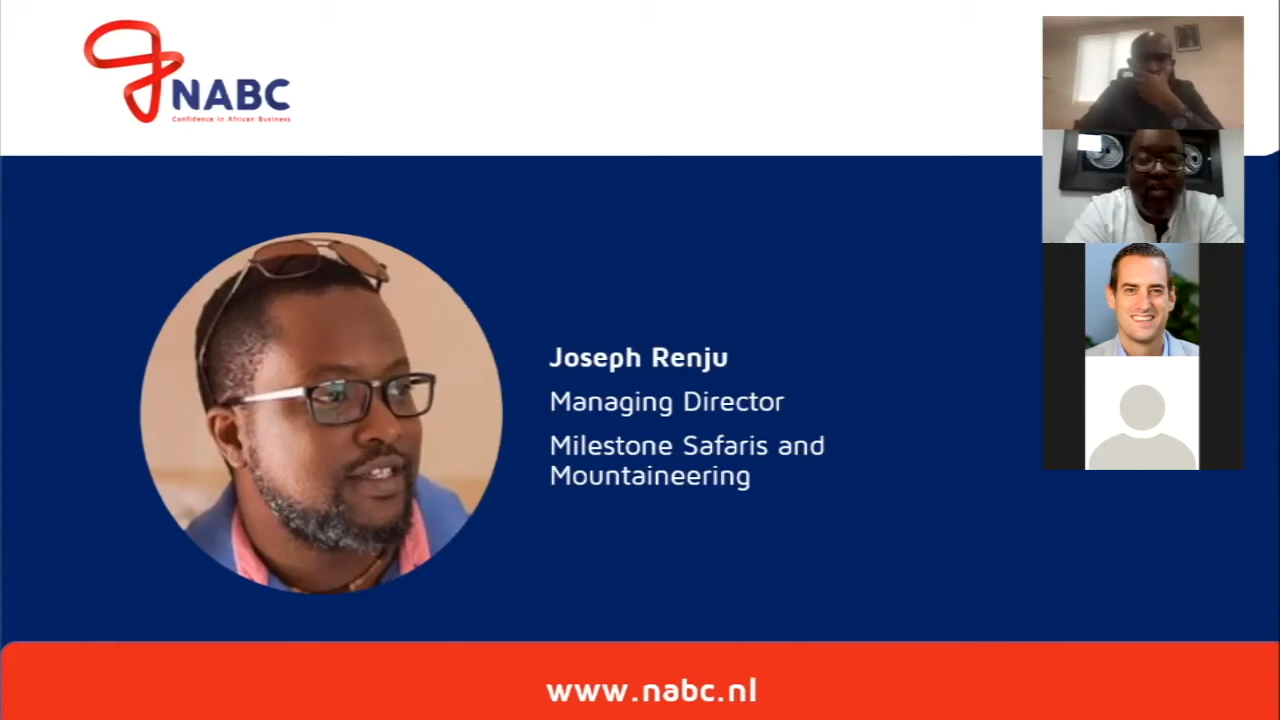 NABC
Confidence in African Business
Joseph Renju
Managing Director
Milestone Safaris and
Mountaineering
www.nabc.nl